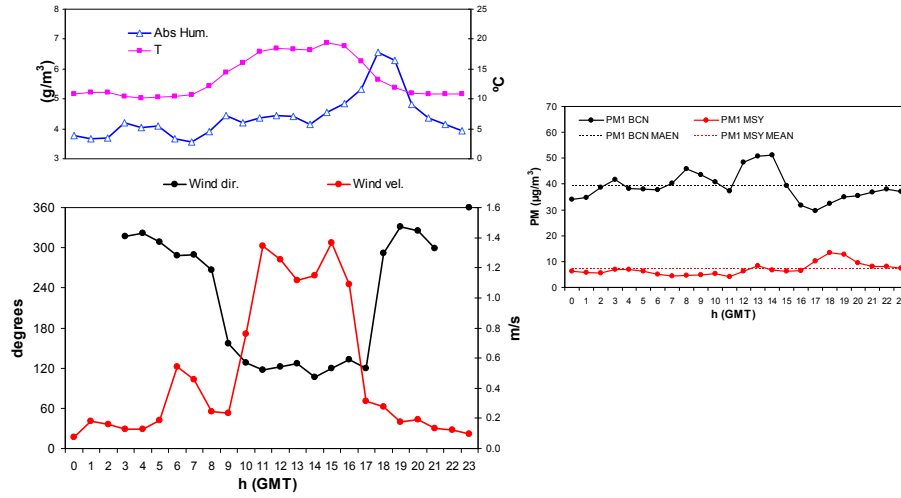 8
7
6
5
4
3
(g/m³)
Abs Hum.
T
25
20
15
10
5
0
ºC
Wind dir.
Wind vel.
360
300
240
180
120
60
0
degrees
1.6
1.4
1.2
1.0
0.8
0.6
0.4
0.2
0.0
m/s
0 1 2 3 4 5 6 7 8 9 10 11 12 13 14 15 16 17 18 19 20 21 22 23
h (GMT)
PM1 BCN PM1 MSY
PM1 BCN MAEN PM1 MSY MEAN
70
60
50
40
30
20
10
0
PM (µg/m³)
0 1 2 3 4 5 6 7 8 9 10 11 12 13 14 15 16 17 18 19 20 21 22
h (GMT)